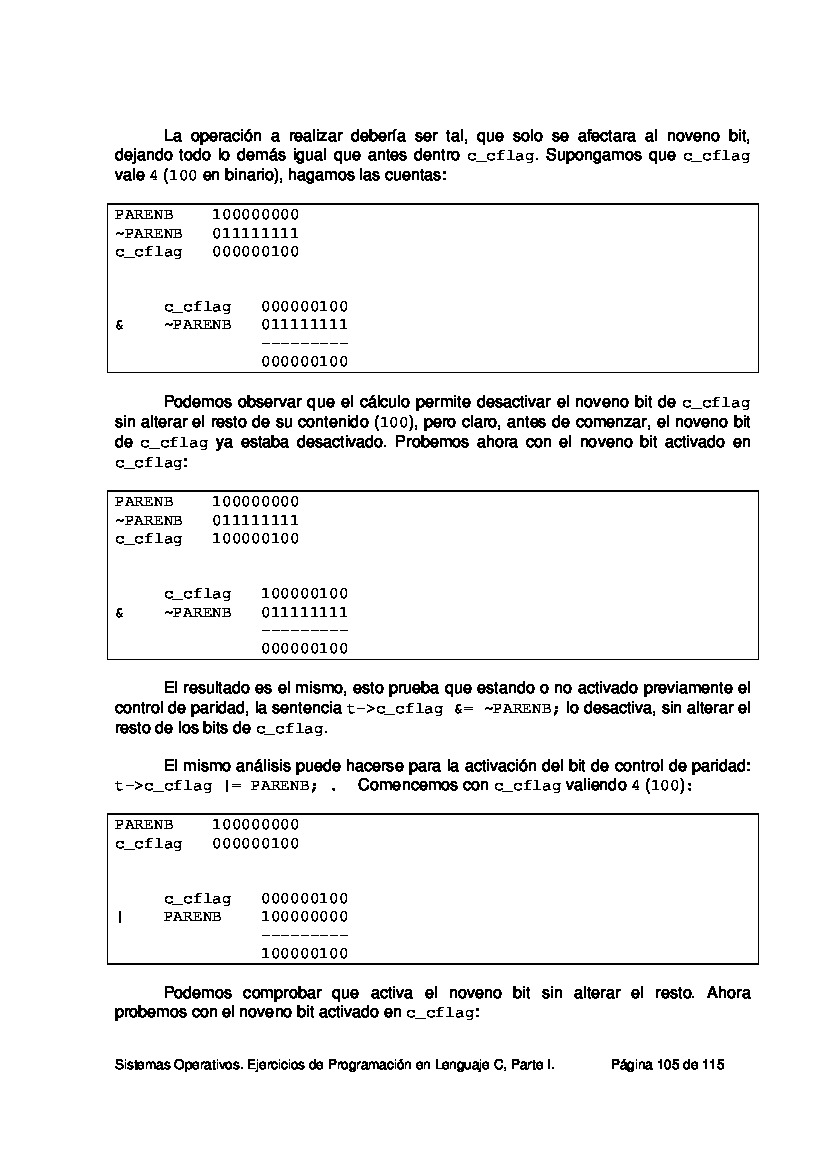 La operación a realizar debería ser tal, que solo se afectara al noveno bit,
dejando todo lo demás igual que antes dentro c_cflag. Supongamos que c_cflag
vale 4 (100 en binario), hagamos las cuentas:
PARENB 100000000
~PARENB 011111111
c_cflag 000000100
c_cflag 000000100
& ~PARENB 011111111
---------
000000100
Podemos observar que el cálculo permite desactivar el noveno bit de c_cflag
sin alterar el resto de su contenido (100), pero claro, antes de comenzar, el noveno bit
de c_cflag ya estaba desactivado. Probemos ahora con el noveno bit activado en
c_cflag:
PARENB 100000000
~PARENB 011111111
c_cflag 100000100
c_cflag 100000100
& ~PARENB 011111111
---------
000000100
El resultado es el mismo, esto prueba que estando o no activado previamente el
control de paridad, la sentencia t->c_cflag &= ~PARENB; lo desactiva, sin alterar el
resto de los bits de c_cflag.
El mismo análisis puede hacerse para la activación del bit de control de paridad:
t->c_cflag |= PARENB; . Comencemos con c_cflag valiendo 4 (100):
PARENB 100000000
c_cflag 000000100
c_cflag 000000100
| PARENB 100000000
---------
100000100
Podemos comprobar que activa el noveno bit sin alterar el resto. Ahora
probemos con el noveno bit activado en c_cflag:
Sistemas Operativos. Ejercicios de Programación en Lenguaje C, Parte I. Página 105 de 115